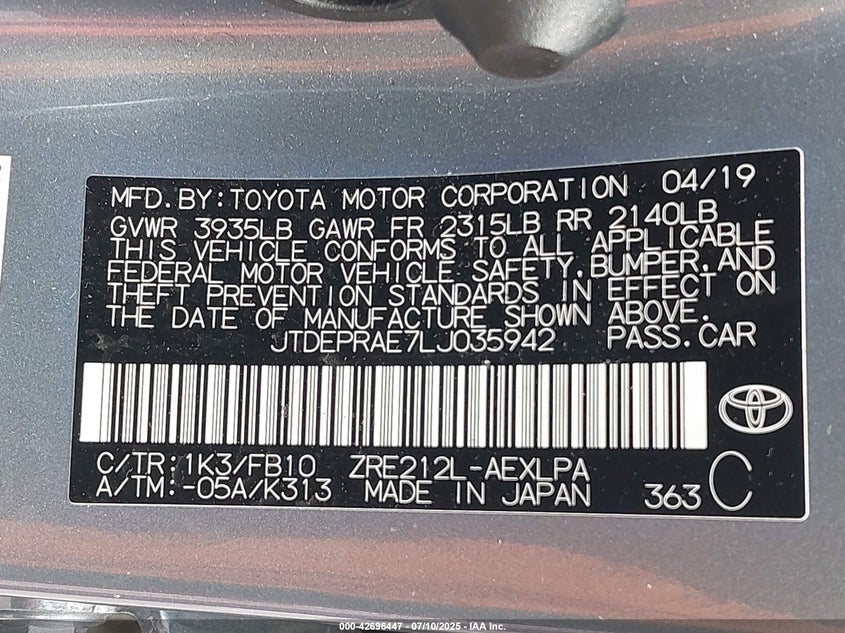 MFD.BY:TOYOTA MOTOR CORPORATION 04/19
GVWR 3935LB GAWR FR 2315LB RR 2140LB
THIS VEHICLE CONFORMS TO ALL APPLICABLE
FEDERAL MOTOR VEHICLE SAFETY,BUMPER,AND
THEFT PREVENTION STANDARDS IN EFFECT ON
THE DATE OF MANUFACTURE SHOWN ABOVE.
JTDEPRAE7LJ035942 PASS.CAR
C/TR:1K3/FB10 ZRE212L-AEXLPA
A/TM:-05A/K313 MADE IN JAPAN 363 C
000-42696447 - 07/10/2025 - IAA Inc.